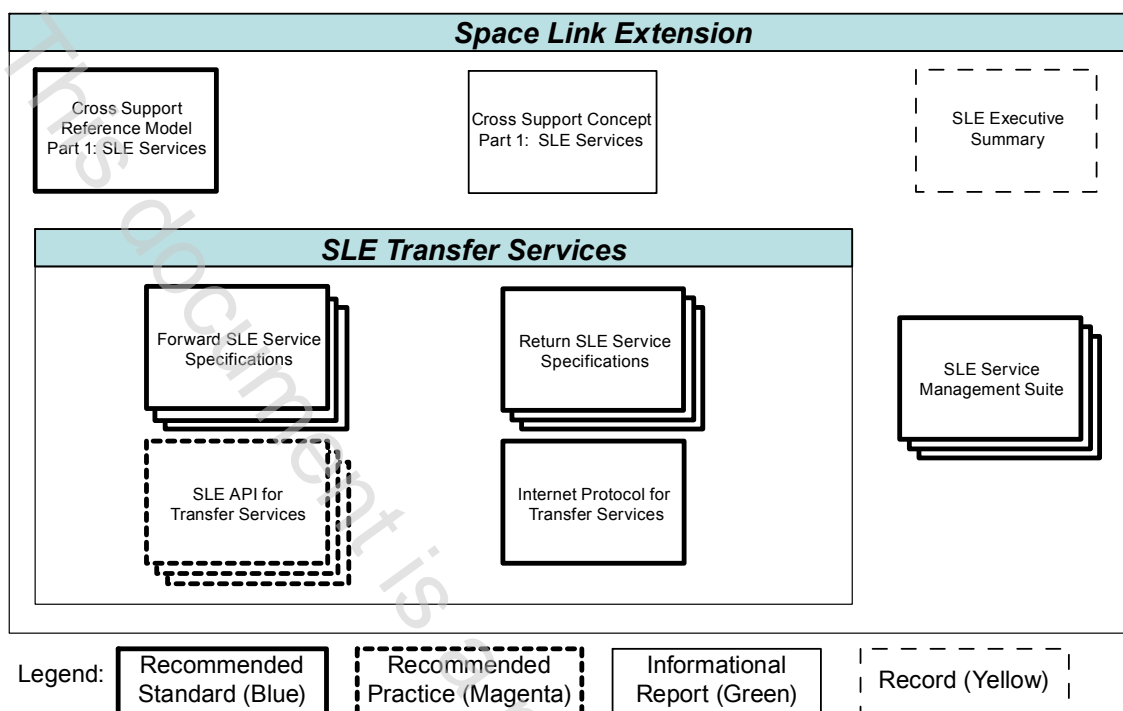 Space Link Extension
Cross Support
Reference Model
Part 1: SLE Services
Cross Support Concept
Part 1: SLE Services
SLE Executive
Summary
SLE Transfer Services
Forward SLE Service
Specifications
Return SLE Service
Specifications
SLE Service
Management Suite
SLE API for
Transfer Services
Internet Protocol for
Transfer Services
Legend:
Recommended
Standard (Blue)
Recommended
Practice (Magenta)
Informational
Report (Green)
Record (Yellow)
This document is a